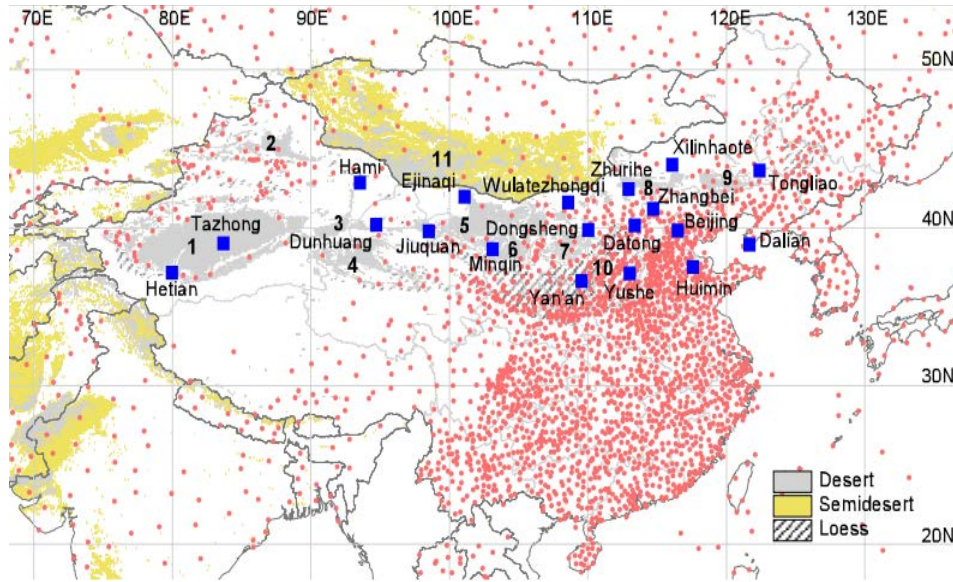 70E 80E 90E 100E 110E 120E 130E
50N
2
Xilinhaote
Hami
11
Zhurihe
Ejinaqi
Wulatezhongqi
8
9
Tongliao
Zhangbei
Tazhong
3
5
Dongsheng
Beijing
40N
1
Dunhuang
Jiuquan
6
7
Datong
Dalian
4
Minqin
10
Hetian
Yan'an
Yushe
Huimin
30N
Desert
Semidesert
Loess
20N